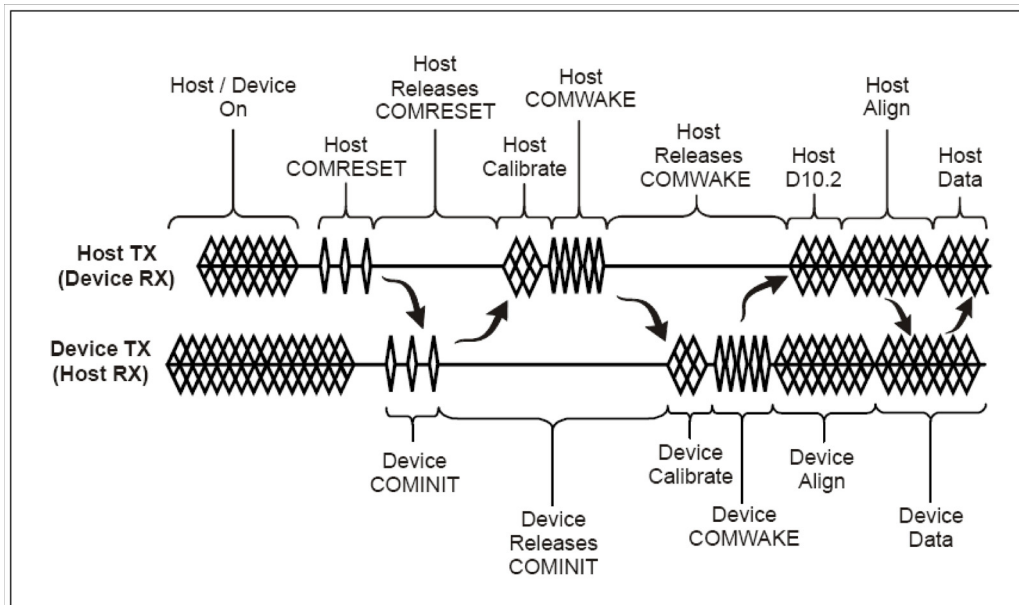 Host / Device
On
Host
COMRESET
Host
Releases
COMRESET
Host
Calibrate
Host
COMWAKE
Host
Releases
COMWAKE
Host
D10.2
Host
Align
Host
Data
Host TX
(Device RX)
Device TX
(Host RX)
Device
COMINIT
Device
Releases
COMINIT
Device
Calibrate
Device
COMWAKE
Device
Align
Device
Data